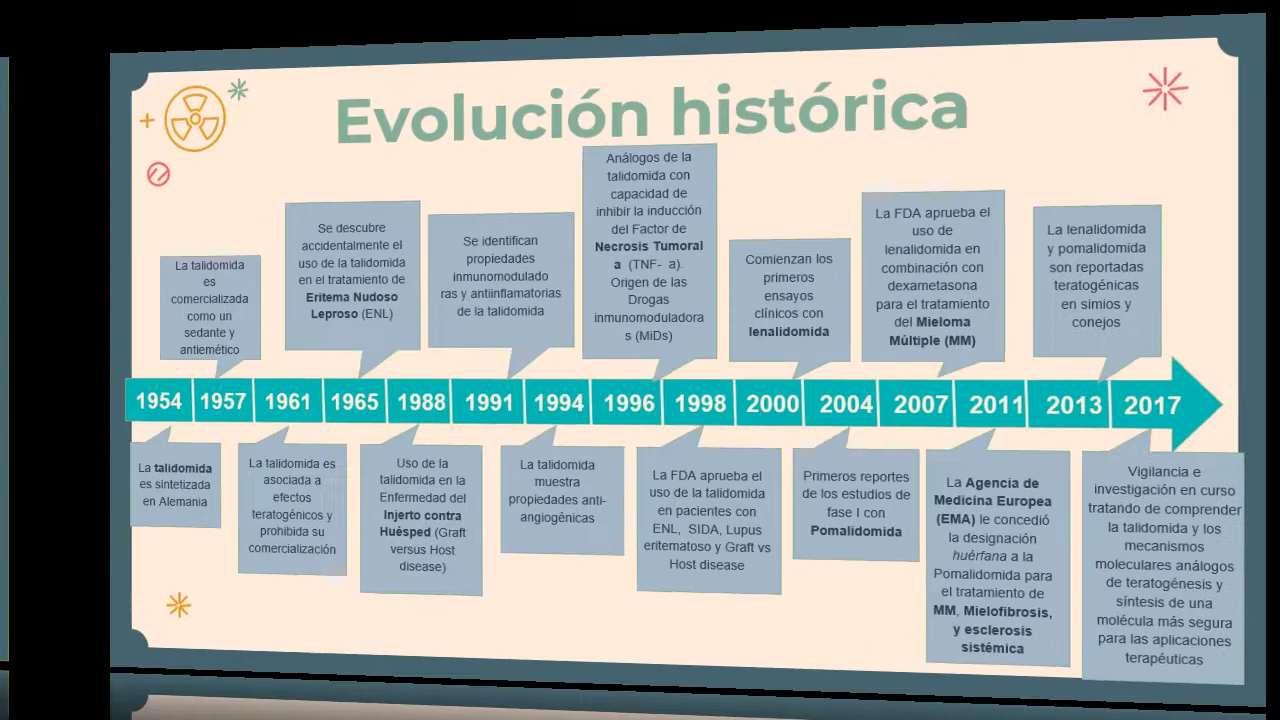 Evolución histórica
La talidomida
es
comercializada
como un
sedante y
antiemético
Se descubre
accidentalmente el
uso de la talidomida
en el tratamiento de
Eritema Nudoso
Leproso (ENL)
Se identifican
propiedades
inmunomodulado
ras y antiinflamatorias
de la talidomida
Análogos de la
talidomida con
capacidad de
inhibir la inducción
del Factor de
Necrosis Tumoral
a (TNF- a).
Origen de las
Drogas
inmunomoduladora
s (MiDs)
Comienzan los
primeros
ensayos
clínicos con
lenalidomida
La FDA aprueba el
uso de
lenalidomida en
combinación con
dexametasona
para el tratamiento
del Mieloma
Múltiple (MM)
La lenalidomida
y pomalidomida
son reportadas
teratogénicas
en simios y
conejos
1954 1957 1961 1965 1988 1991 1994 1996 1998 2000 2004 2007 2011 2013 2017
La talidomida
es sintetizada
en Alemania
La talidomida es
asociada a
efectos
teratogénicos y
prohibida su
comercialización
Uso de la
talidomida en la
Enfermedad del
Injerto contra
Huésped (Graft
versus Host
disease)
La talidomida
muestra
propiedades anti-
angiogénicas
La FDA aprueba el
uso de la talidomida
en pacientes con
ENL, SIDA, Lupus
eritematoso y Graft vs
Host disease
Primeros reportes
de los estudios de
fase I con
Pomalidomida
La Agencia de
Medicina Europea
(EMA) le concedió
la designación
huérfana a la
Pomalidomida para
el tratamiento de
MM, Mielofibrosis,
y esclerosis
sistémica
Vigilancia e
investigación en curso
tratando de comprender
la talidomida y los
mecanismos
moleculares análogos
de teratogénesis y
síntesis de una
molécula más segura
para las aplicaciones
terapéuticas